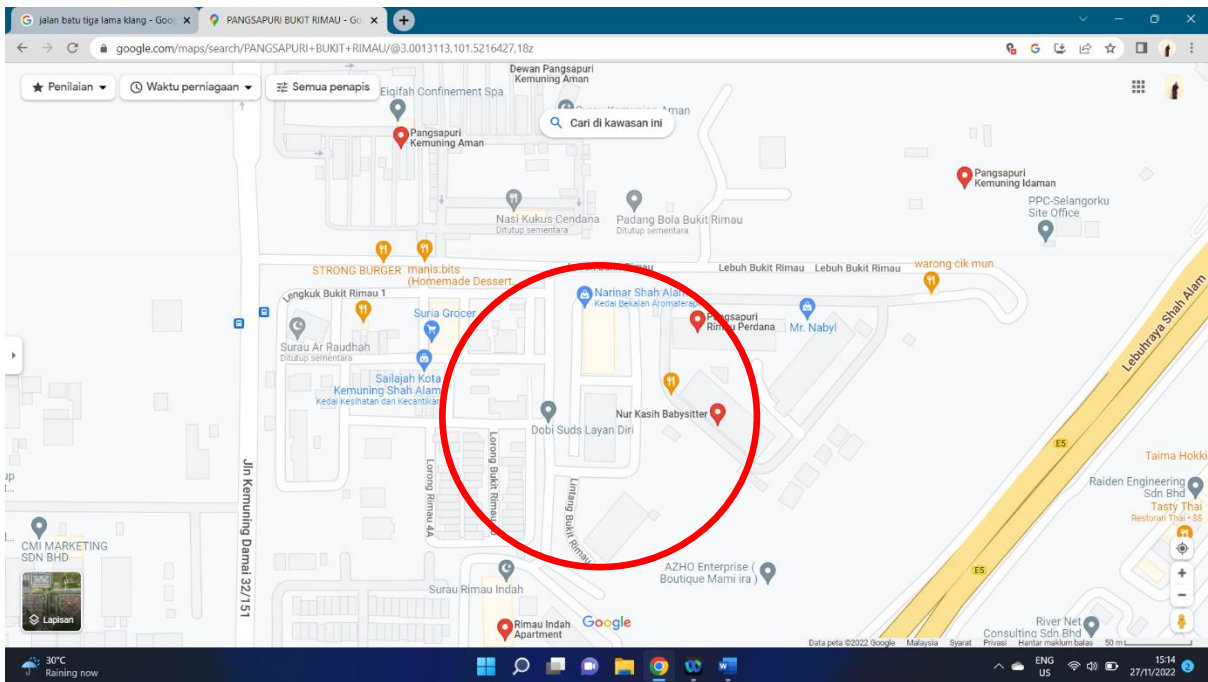 jalan batu tiga lama klang - Goo
PANGSAPURI BUKIT RIMAU - Go
google.com/maps/search/PANGSAPURI+BUKIT+RIMAU/@3.0013113,101.5216427,18z
Penilaian
Waktu perniagaan
Semua penapis
Dewan Pangsapuri
Kemuning Aman
Eiqifah Confinement Spa
Cari di kawasan ini
Pangsapuri
Kemuning Aman
Pangsapuri
Kemuning Idaman
PPC-Selangorku
Site Office
Nasi Kukus Cendana
Ditutup sementara
Padang Bola Bukit Rimau
Ditutup sementara
STRONG BURGER
manis.bits
(Homemade Dessert...
Lebuh Bukit Rimau
Lebuh Bukit Rimau
Lebuh Bukit Rimau
warong cik mun
Lengkuk Bukit Rimau 1
Narinar Shah Alam
Kedai Bekalan Aromaterapi
Suria Grocer
Pangsapuri
Rimau Perdana
Mr. Nabyl
Lebuhraya Shah Alam
Surau Ar Raudhah
Ditutup sementara
Sailajah Kota
Kemuning Shah Alam
Kedai Kesihatan dan Kecantikan
Nur Kasih Babysitter
Dobi Suds Layan Diri
E5
Taima Hokki
Jln Kemuning Damai 32/151
Lorong Rimau 4A
Lorong Bukit Rimau
Lintang Bukit Rimau
Raiden Engineering
Sdn Bhd
Tasty Thai
Restoran Thai • $$
CMI MARKETING
SDN BHD
AZHO Enterprise (
Boutique Mami ira )
E5
Surau Rimau Indah
Lapisan
Rimau Indah
Apartment
Google
River Net
Consulting Sdn Bhd
Data peta ©2022 Google
Malaysia
Syarat
Privasi
Hantar maklum balas
50 m
30°C
Raining now
ENG
US
15:14
27/11/2022
2